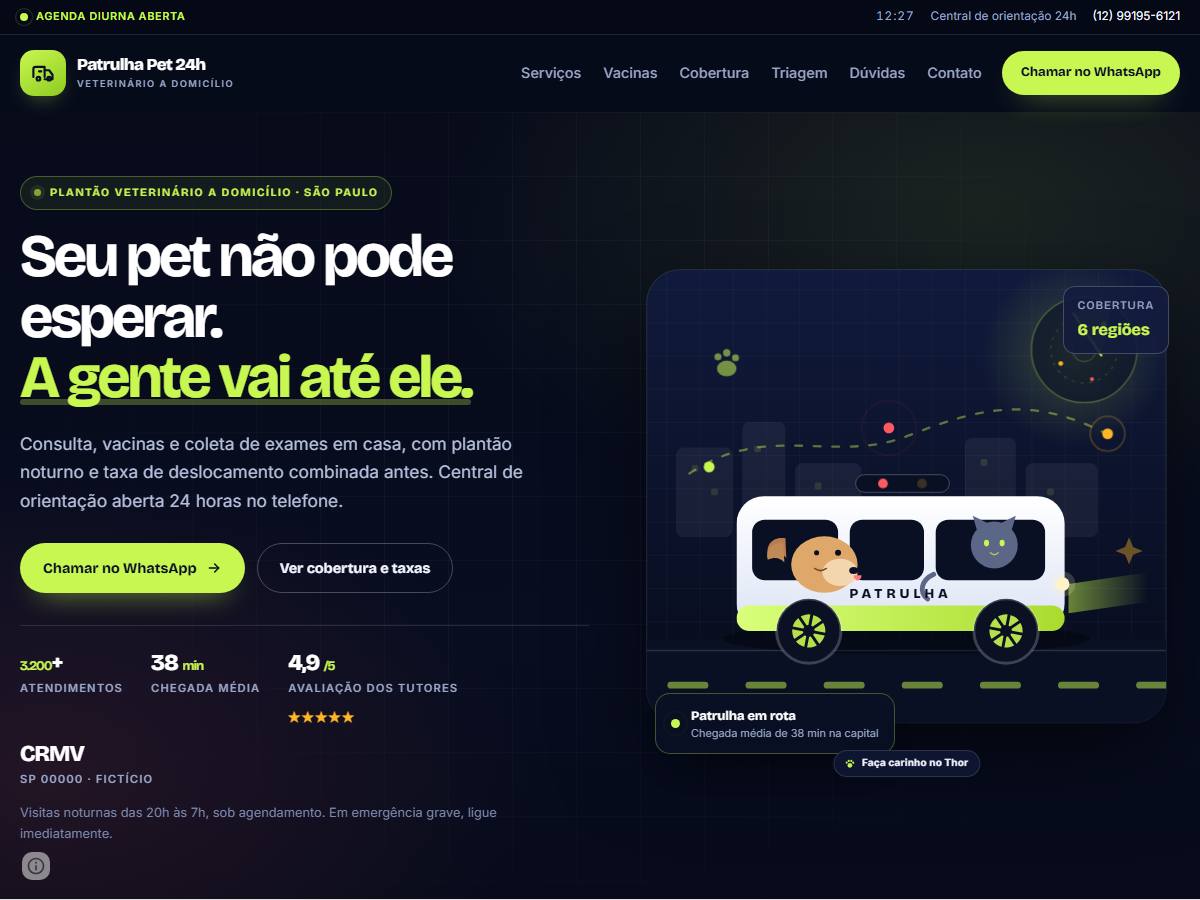 AGENDA DIURNA ABERTA
12:27 Central de orientação 24h (12) 99195-6121
Patrulha Pet 24h
VETERINÁRIO A DOMICÍLIO
Serviços Vacinas Cobertura Triagem Dúvidas Contato Chamar no WhatsApp
PLANTÃO VETERINÁRIO A DOMICÍLIO · SÃO PAULO
Seu pet não pode
esperar.
A gente vai até ele.
Consulta, vacinas e coleta de exames em casa, com plantão
noturno e taxa de deslocamento combinada antes. Central de
orientação aberta 24 horas no telefone.
Chamar no WhatsApp →
Ver cobertura e taxas
3.200+
ATENDIMENTOS
38 min
CHEGADA MÉDIA
4,9 /5
AVALIAÇÃO DOS TUTORES
★★★★★
CRMV
SP 00000 · FICTÍCIO
Visitas noturnas das 20h às 7h, sob agendamento. Em emergência grave, ligue
imediatamente.
COBERTURA
6 regiões
PATRULHA
Patrulha em rota
Chegada média de 38 min na capital
Faça carinho no Thor